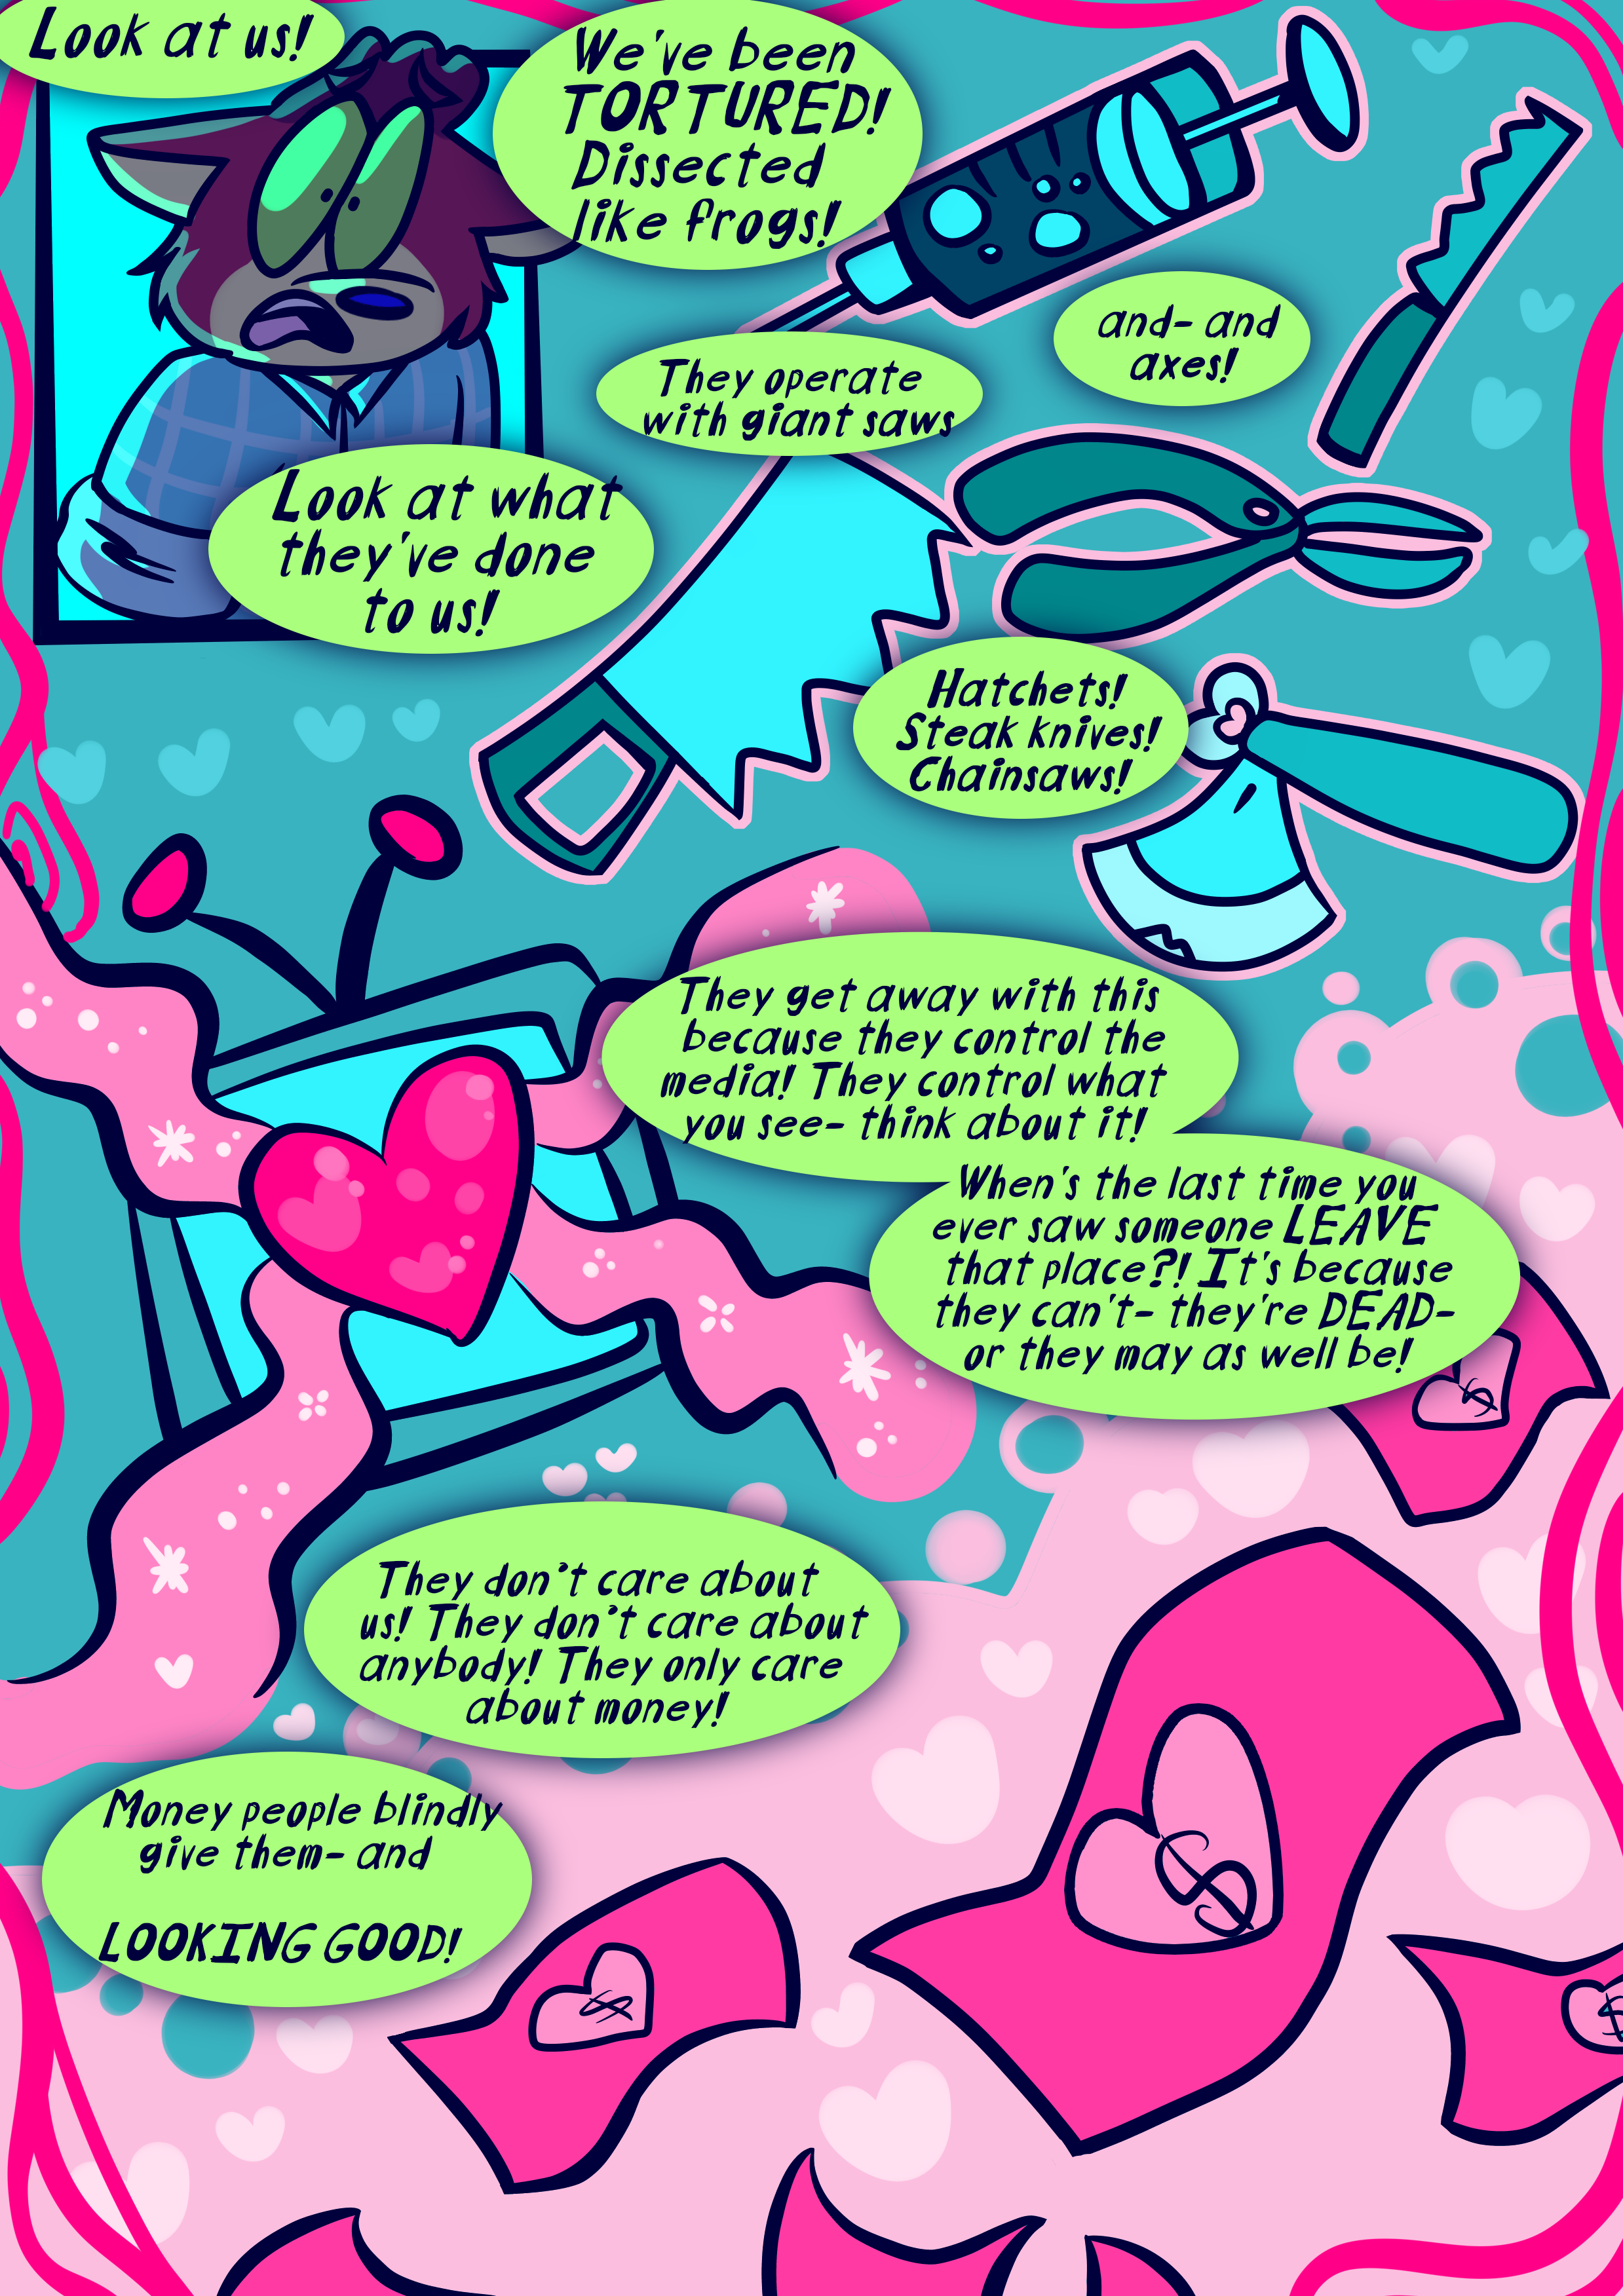 Look at us!
We've been
TORTURED!
Dissected
like frogs!
Look at what
they've done
to us!
They operate
with giant saws
and- and
axes!
Hatchets!
Steak knives!
Chainsaws!
They get away with this
because they control the
media! They control what
you see- think about it!
When's the last time you
ever saw someone LEAVE
that place?! It's because
they can't- they're DEAD-
or they may as well be!
They don't care about
us! They don't care about
anybody! They only care
about money!
Money people blindly
give them- and
LOOKING GOOD!
$
$
$
$